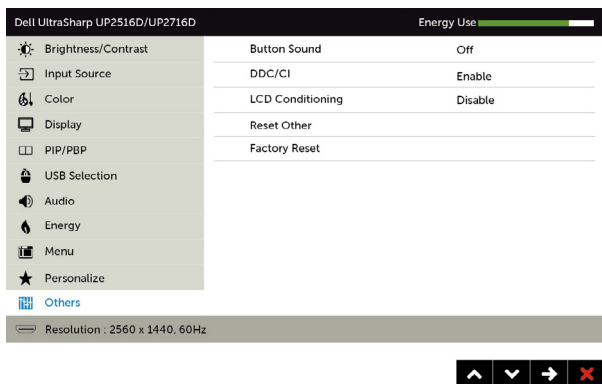 Dell UltraSharp UP2516D/UP2716D Energy Use
Brightness/Contrast
Input Source
Color
Display
PIP/PBP
USB Selection
Audio
Energy
Menu
Personalize
Others
Button Sound Off
DDC/CI Enable
LCD Conditioning Disable
Reset Other
Factory Reset
Resolution : 2560 x 1440, 60Hz